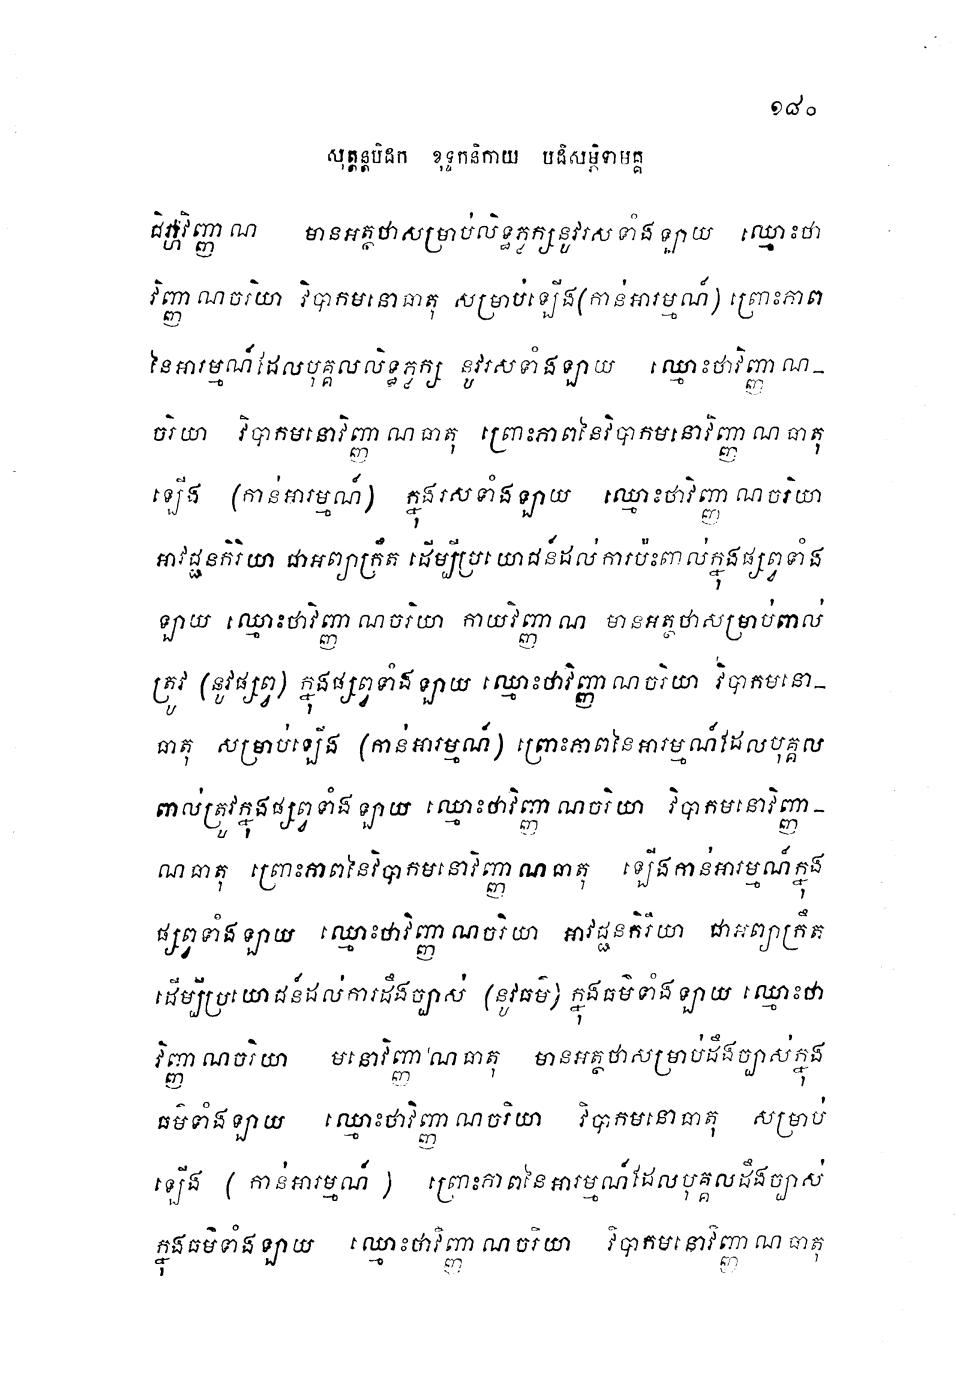 ១៨០
សុត្តន្តបិដក ខុទ្ទកនិកាយ បដិសម្ភិទាមគ្គ
ជិវ្ហាវិញ្ញាណ មានអត្ថថាសម្រាប់លិទ្ធភ្លក្សនូវរសទាំងឡាយ ឈ្មោះថា
វិញ្ញាណចរិយា វិបាកមនោធាតុ សម្រាប់ឡើង(កាន់អារម្មណ៍) ព្រោះភាព
នៃអារម្មណ៍ដែលបុគ្គលលិទ្ធភ្លក្ស នូវរសទាំងឡាយ ឈ្មោះថាវិញ្ញាណ-
ចរិយា វិបាកមនោវិញ្ញាណធាតុ ព្រោះភាពនៃវិបាកមនោវិញ្ញាណធាតុ
ឡើង (កាន់អារម្មណ៍) ក្នុងរសទាំងឡាយ ឈ្មោះថាវិញ្ញាណចរិយា
អាវជ្ជនកិរិយា ជាអព្យាក្រឹត ដើម្បីប្រយោជន៍ដល់ការប៉ះពាល់ក្នុងផ្សព្វទាំង
ឡាយ ឈ្មោះថាវិញ្ញាណចរិយា កាយវិញ្ញាណ មានអត្ថថាសម្រាប់ពាល់
ត្រូវ (នូវផ្សព្វ) ក្នុងផ្សព្វទាំងឡាយ ឈ្មោះថាវិញ្ញាណចរិយា វិបាកមនោ-
ធាតុ សម្រាប់ឡើង (កាន់អារម្មណ៍) ព្រោះភាពនៃអារម្មណ៍ដែលបុគ្គល
ពាល់ត្រូវក្នុងផ្សព្វទាំងឡាយ ឈ្មោះថាវិញ្ញាណចរិយា វិបាកមនោវិញ្ញា-
ណធាតុ ព្រោះភាពនៃវិបាកមនោវិញ្ញាណធាតុ ឡើងកាន់អារម្មណ៍ក្នុង
ផ្សព្វទាំងឡាយ ឈ្មោះថាវិញ្ញាណចរិយា អាវជ្ជនកិរិយា ជាអព្យាក្រឹត
ដើម្បីប្រយោជន៍ដល់ការដឹងច្បាស់ (នូវធម៌) ក្នុងធម៌ទាំងឡាយ ឈ្មោះថា
វិញ្ញាណចរិយា មនោវិញ្ញាណធាតុ មានអត្ថថាសម្រាប់ដឹងច្បាស់ក្នុង
ធម៌ទាំងឡាយ ឈ្មោះថាវិញ្ញាណចរិយា វិបាកមនោធាតុ សម្រាប់
ឡើង ( កាន់អារម្មណ៍ ) ព្រោះភាពនៃអារម្មណ៍ដែលបុគ្គលដឹងច្បាស់
ក្នុងធម៌ទាំងឡាយ ឈ្មោះថាវិញ្ញាណចរិយា វិបាកមនោវិញ្ញាណធាតុ